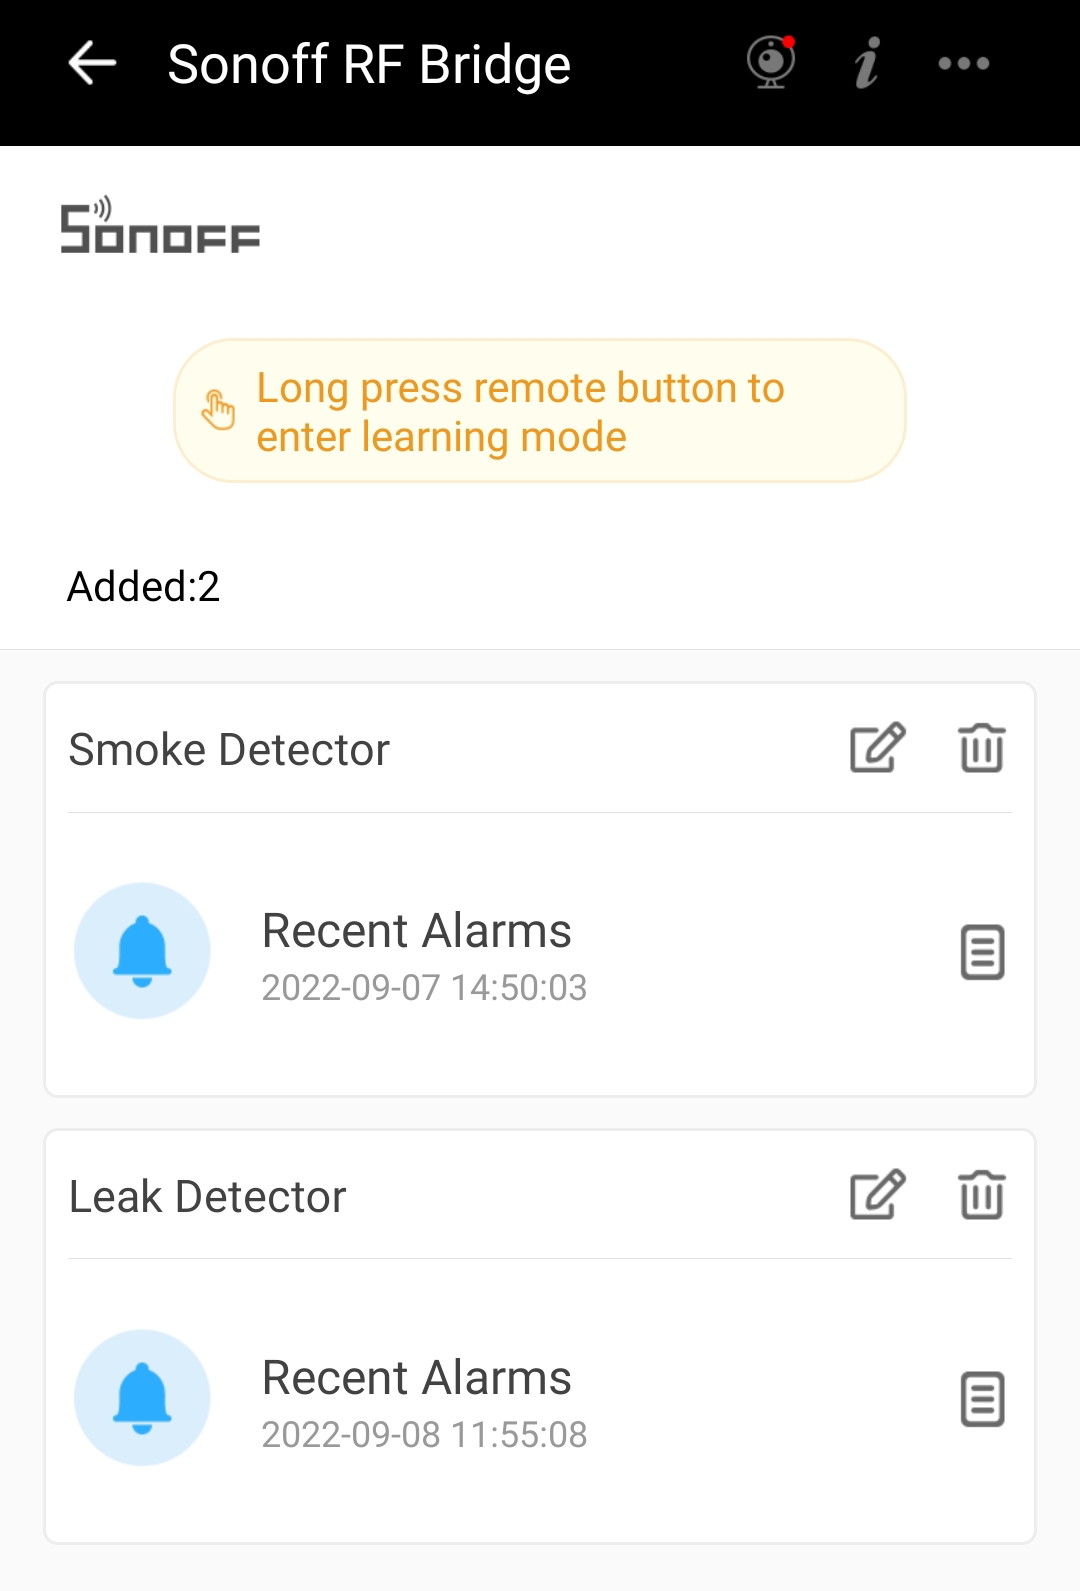 Sonoff RF Bridge
SONOFF
Long press remote button to
enter learning mode
Added:2
Smoke Detector
Recent Alarms
2022-09-07 14:50:03
Leak Detector
Recent Alarms
2022-09-08 11:55:08